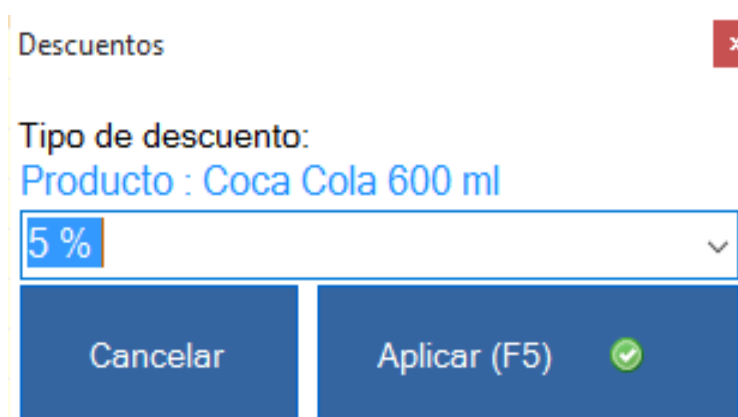 Descuentos
Tipo de descuento:
Producto : Coca Cola 600 ml
5 %
Cancelar
Aplicar (F5)